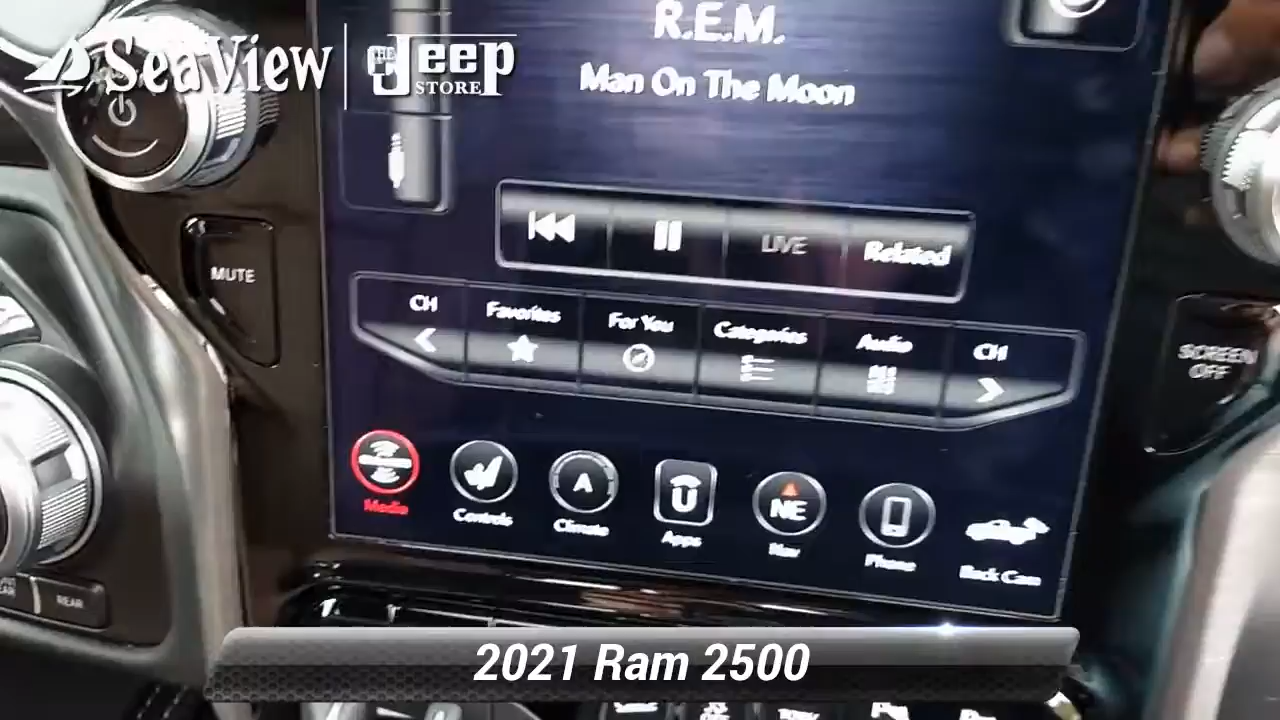 SeaView
THE Jeep STORE
R.E.M.
Man On The Moon
LIVE
Related
MUTE
CH
Favorites
For You
Categories
Audio
CH
SCREEN OFF
A
U
NE
Media
Controls
Climate
Apps
Nav
Phone
Back Cam
REAR
2021 Ram 2500